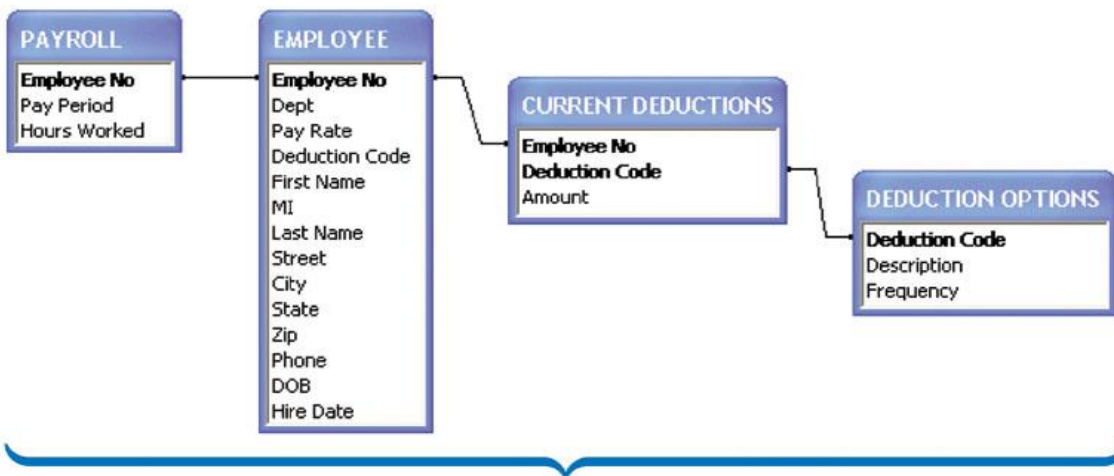 PAYROLL
Employee No
Pay Period
Hours Worked
EMPLOYEE
Employee No
Dept
Pay Rate
Deduction Code
First Name
MI
Last Name
Street
City
State
Zip
Phone
DOB
Hire Date
CURRENT DEDUCTIONS
Employee No
Deduction Code
Amount
DEDUCTION OPTIONS
Deduction Code
Description
Frequency